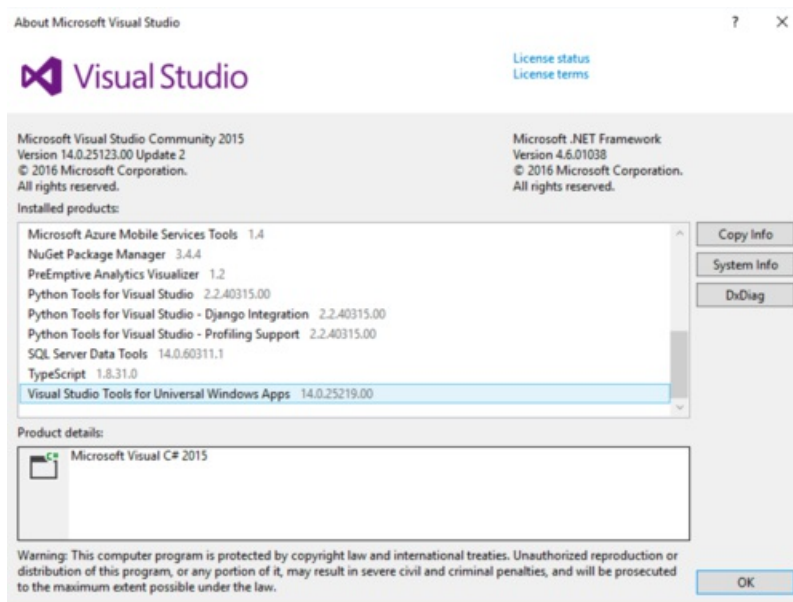 About Microsoft Visual Studio
?
Visual Studio
License status
License terms
Microsoft Visual Studio Community 2015
Version 14.0.25123.00 Update 2
© 2016 Microsoft Corporation.
All rights reserved.
Microsoft .NET Framework
Version 4.6.01038
© 2016 Microsoft Corporation.
All rights reserved.
Installed products:
Microsoft Azure Mobile Services Tools 1.4
NuGet Package Manager 3.4.4
PreEmptive Analytics Visualizer 1.2
Python Tools for Visual Studio 2.2.40315.00
Python Tools for Visual Studio - Django Integration 2.2.40315.00
Python Tools for Visual Studio - Profiling Support 2.2.40315.00
SQL Server Data Tools 14.0.60311.1
TypeScript 1.8.31.0
Visual Studio Tools for Universal Windows Apps 14.0.25219.00
Copy Info
System Info
DxDiag
Product details:
C#
Microsoft Visual C# 2015
Warning: This computer program is protected by copyright law and international treaties. Unauthorized reproduction or
distribution of this program, or any portion of it, may result in severe civil and criminal penalties, and will be prosecuted
to the maximum extent possible under the law.
OK